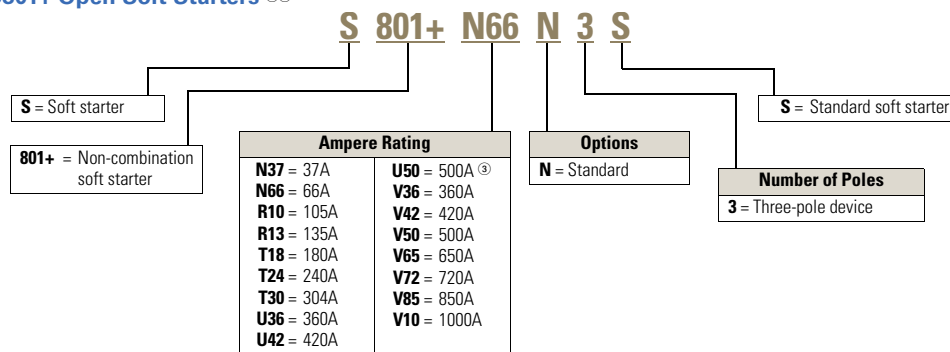 Open Soft Starters ①②
S 801+ N66 N 3 S
S = Soft starter
801+ = Non-combination
soft starter
Ampere Rating
N37 = 37A
N66 = 66A
R10 = 105A
R13 = 135A
T18 = 180A
T24 = 240A
T30 = 304A
U36 = 360A
U42 = 420A
U50 = 500A ③
V36 = 360A
V42 = 420A
V50 = 500A
V65 = 650A
V72 = 720A
V85 = 850A
V10 = 1000A
Options
N = Standard
Number of Poles
3 = Three-pole device
S = Standard soft starter